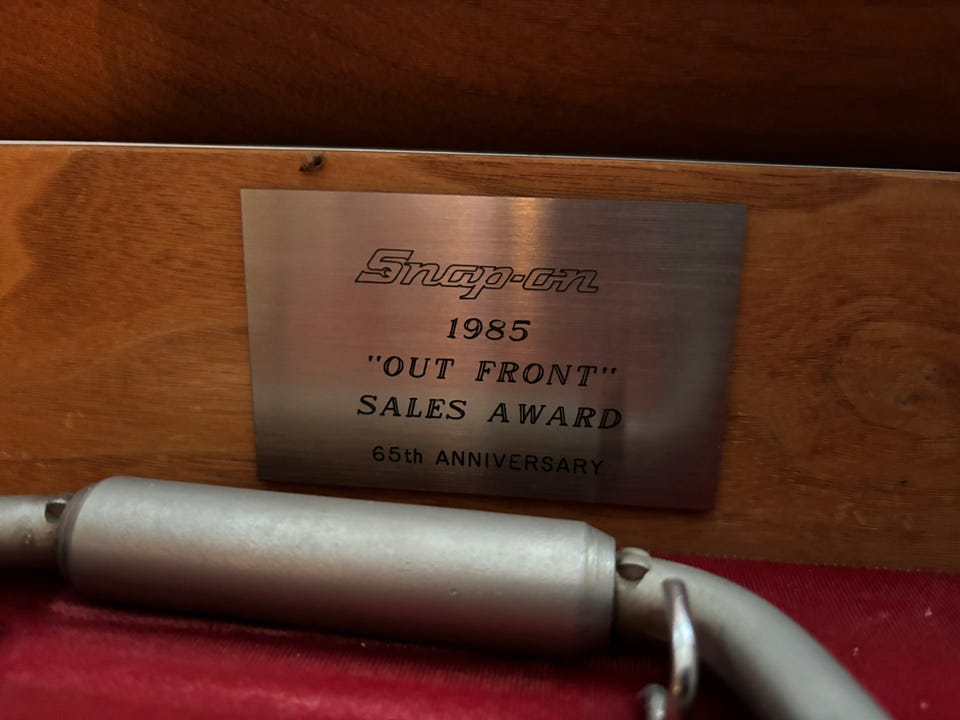 Snap-on
1985
"OUT FRONT"
SALES AWARD
65th ANNIVERSARY